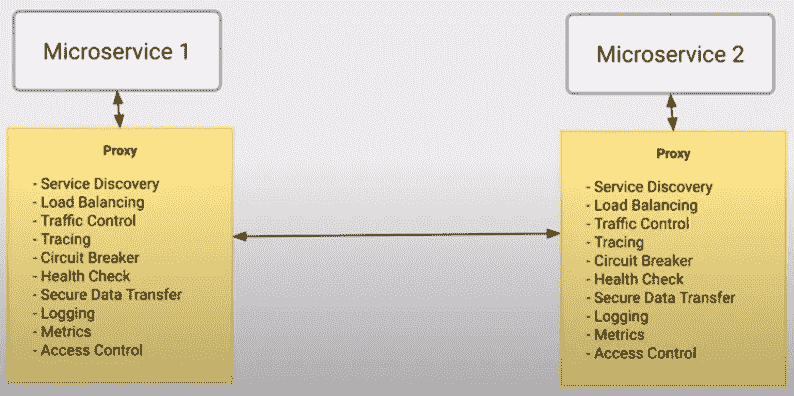 Microservice 1
Microservice 2
Proxy
- Service Discovery
- Load Balancing
- Traffic Control
- Tracing
- Circuit Breaker
- Health Check
- Secure Data Transfer
- Logging
- Metrics
- Access Control
Proxy
- Service Discovery
- Load Balancing
- Traffic Control
- Tracing
- Circuit Breaker
- Health Check
- Secure Data Transfer
- Logging
- Metrics
- Access Control